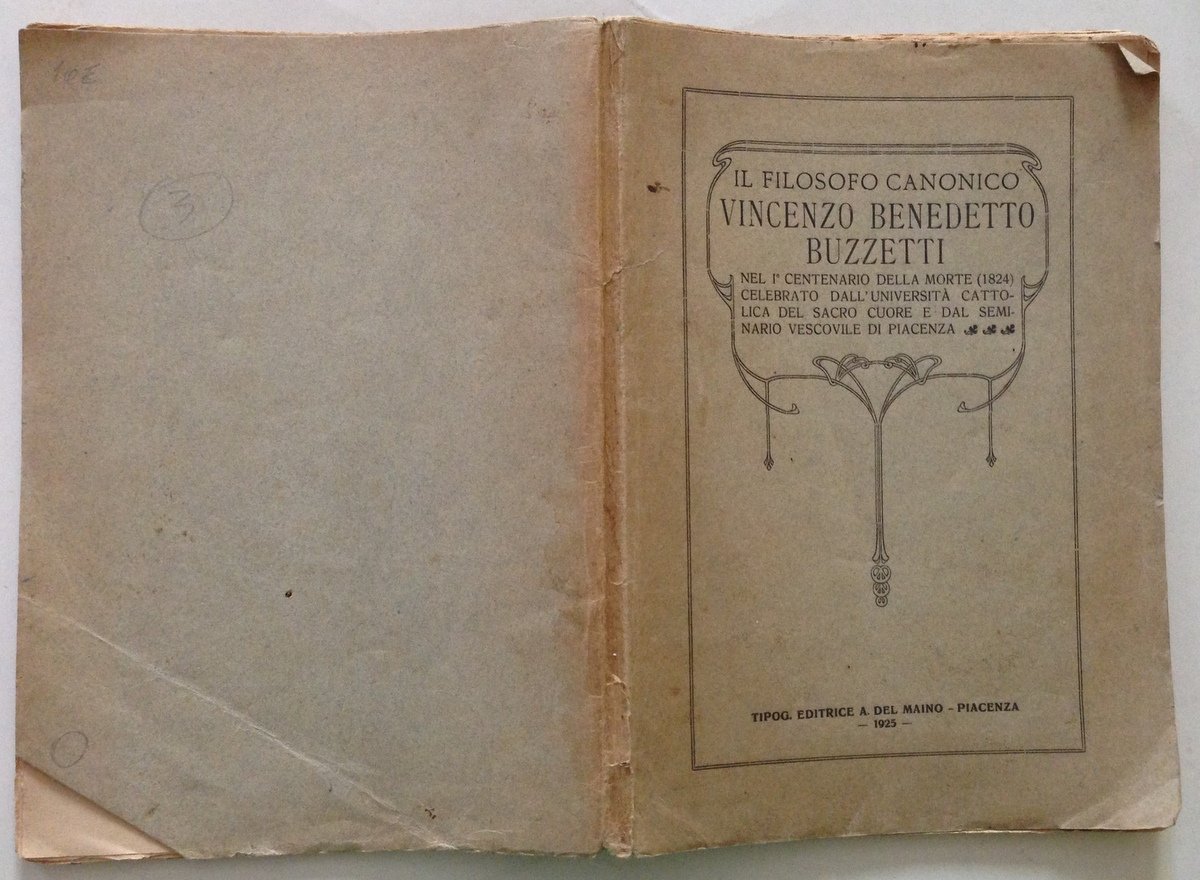 3
IL FILOSOFO CANONICO
VINCENZO BENEDETTO
BUZZETTI
NEL I° CENTENARIO DELLA MORTE (1824)
CELEBRATO DALL'UNIVERSITÀ CATTO-
LICA DEL SACRO CUORE E DAL SEMI-
NARIO VESCOVILE DI PIACENZA
TIPOG. EDITRICE A. DEL MAINO - PIACENZA
— 1925 —